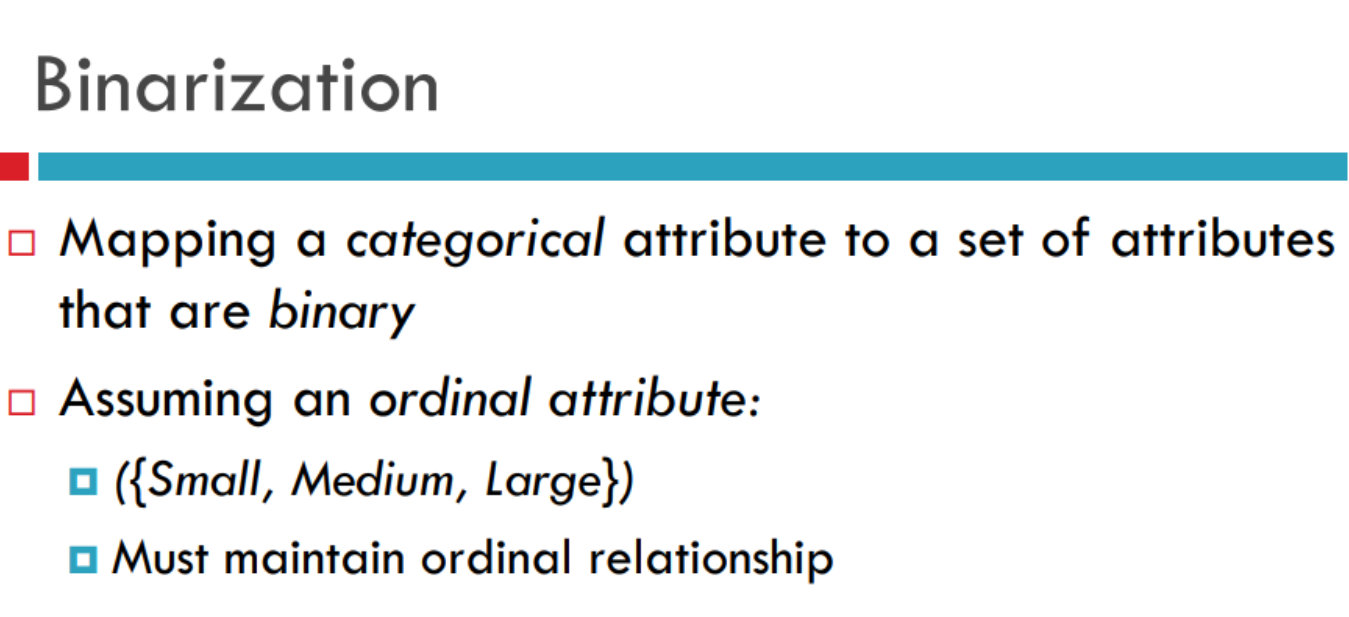 Binarization
Mapping a categorical attribute to a set of attributes
that are binary
Assuming an ordinal attribute:
({Small, Medium, Large})
Must maintain ordinal relationship